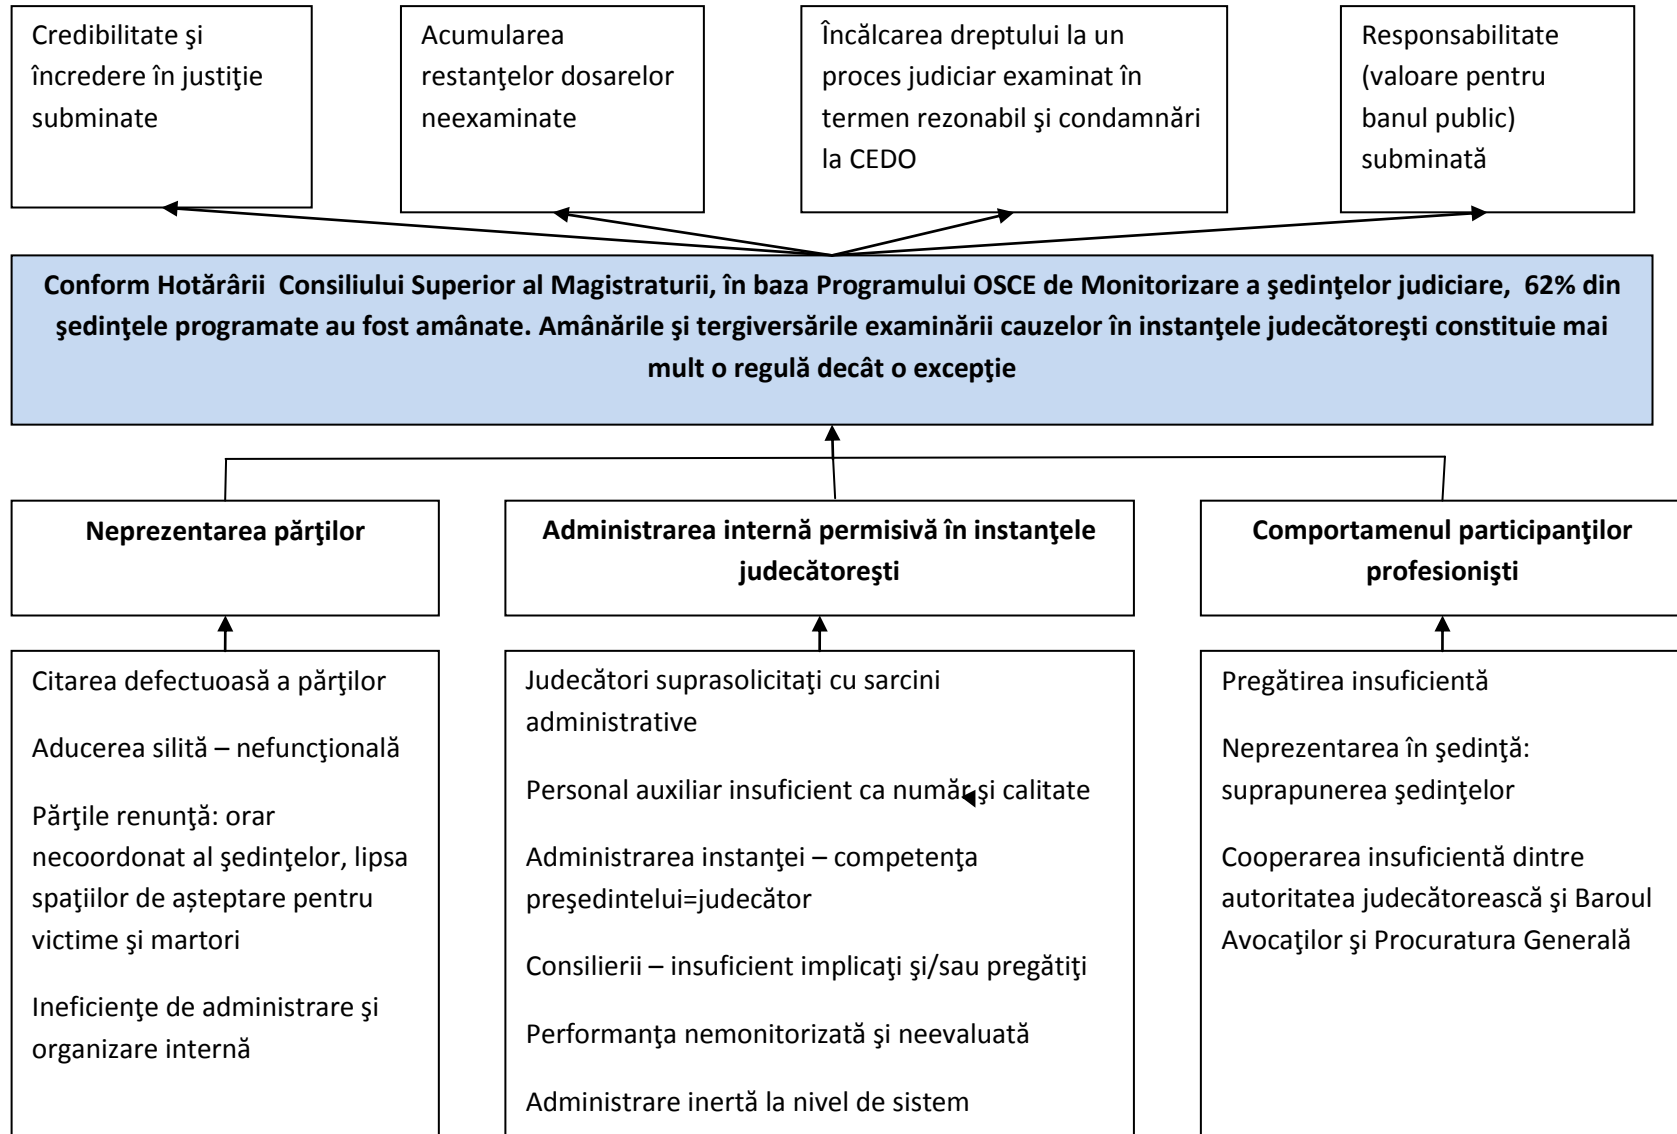 Credibilitate şi
încredere în justiţie
subminate
Acumularea
restanţelor dosarelor
neexaminate
Încălcarea dreptului la un
proces judiciar examinat în
termen rezonabil şi condamnări
la CEDO
Responsabilitate
(valoare pentru
banul public)
subminată
Conform Hotărârii Consiliului Superior al Magistraturii, în baza Programului OSCE de Monitorizare a şedinţelor judiciare, 62% din
şedinţele programate au fost amânate. Amânările şi tergiversările examinării cauzelor în instanţele judecătoreşti constituie mai
mult o regulă decât o excepţie
Neprezentarea părţilor
Administrarea internă permisivă în instanţele
judecătoreşti
Comportamenul participanţilor
profesionişti
Citarea defectuoasă a părţilor
Aducerea silită – nefuncţională
Părţile renunţă: orar
necoordonat al şedinţelor, lipsa
spaţiilor de așteptare pentru
victime şi martori
Ineficienţe de administrare şi
organizare internă
Judecători suprasolicitaţi cu sarcini
administrative
Personal auxiliar insuficient ca număr şi calitate
Administrarea instanţei – competenţa
preşedintelui=judecător
Consilierii – insuficient implicaţi şi/sau pregătiţi
Performanţa nemonitorizată şi neevaluată
Administrare inertă la nivel de sistem
Pregătirea insuficientă
Neprezentarea în şedinţă:
suprapunerea şedinţelor
Cooperarea insuficientă dintre
autoritatea judecătorească şi Baroul
Avocaţilor şi Procuratura Generală